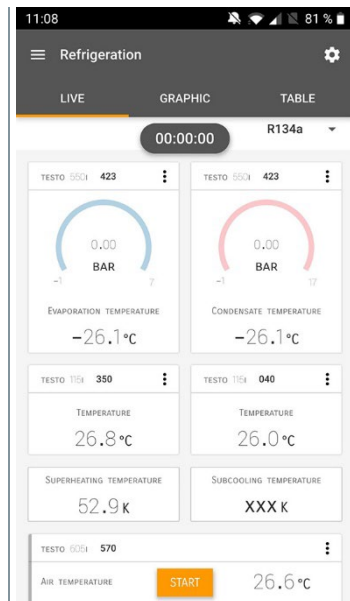 11:08 81 %
Refrigeration
LIVE GRAPHIC TABLE
00:00:00 R134a
TESTO 550i 423 TESTO 550i 423
0.00 0.00
BAR BAR
-1 7 -1 17
EVAPORATION TEMPERATURE CONDENSATE TEMPERATURE
-26.1°C -26.1°C
TESTO 115i 350 TESTO 115i 040
TEMPERATURE TEMPERATURE
26.8°C 26.0°C
SUPERHEATING TEMPERATURE SUBCOOLING TEMPERATURE
52.9 K XXX K
TESTO 605i 570
AIR TEMPERATURE START 26.6°C